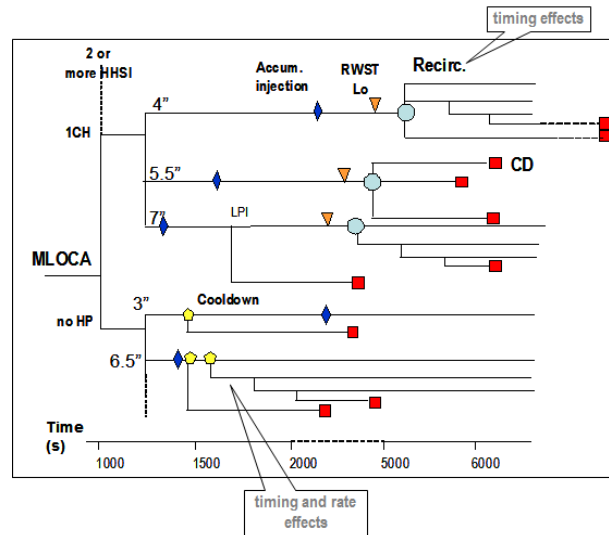 timing effects
2 or
more HHSI
Accum.
injection
RWST
Lo
Recirc.
4”
1CH
CD
5.5”
7”
LPI
MLOCA
3”
Cooldown
no HP
6.5”
Time
(s)
1000 1500 2000 5000 6000
timing and rate
effects